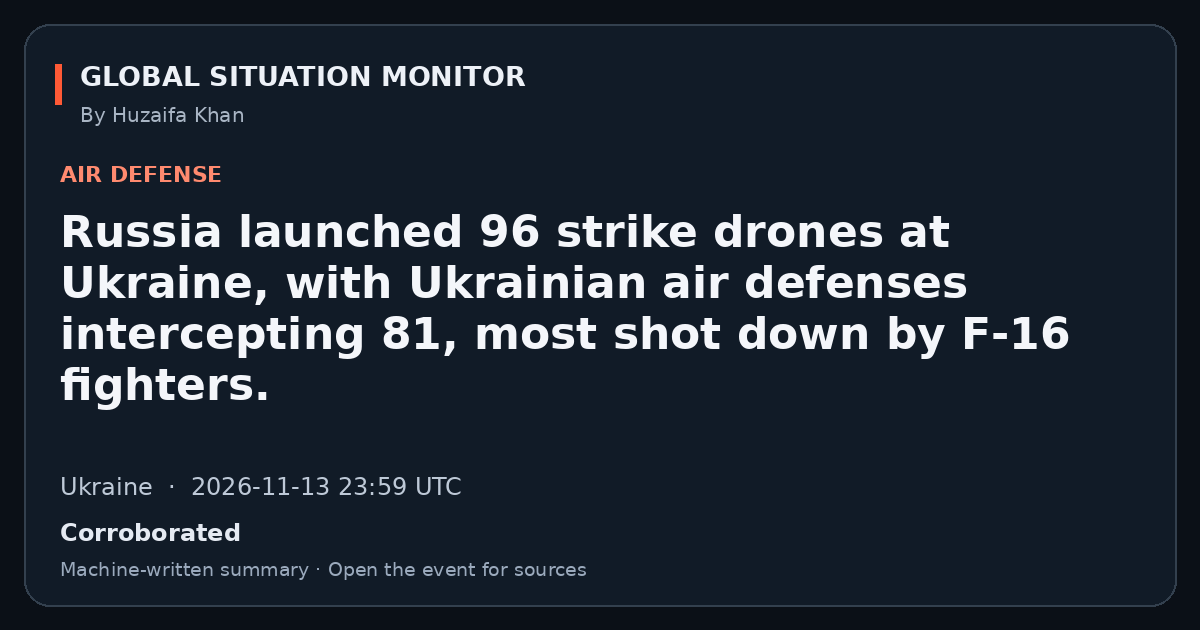 GLOBAL SITUATION MONITOR
By Huzaifa Khan
AIR DEFENSE
Russia launched 96 strike drones at
Ukraine, with Ukrainian air defenses
intercepting 81, most shot down by F-16
fighters.
Ukraine · 2026-11-13 23:59 UTC
Corroborated
Machine-written summary · Open the event for sources